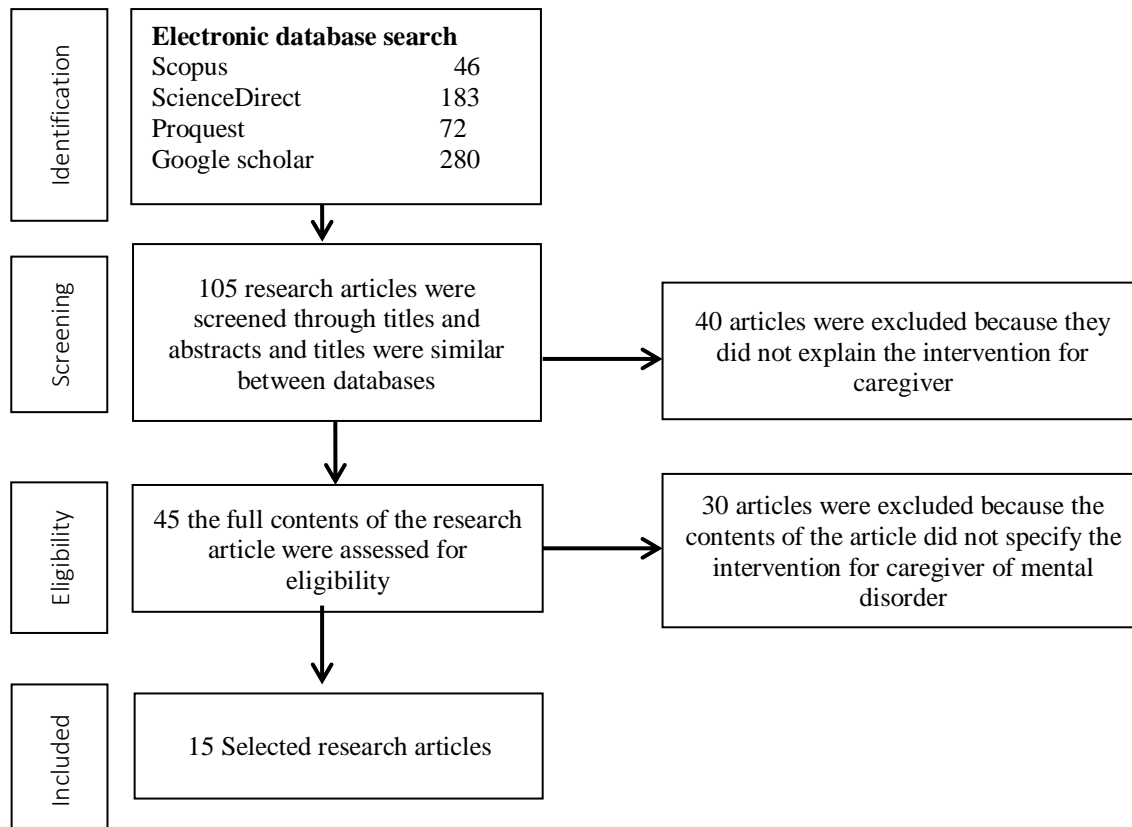 Identification
Electronic database search
Scopus 46
ScienceDirect 183
Proquest 72
Google scholar 280
Screening
105 research articles were
screened through titles and
abstracts and titles were similar
between databases
40 articles were excluded because they
did not explain the intervention for
caregiver
Eligibility
45 the full contents of the research
article were assessed for
eligibility
30 articles were excluded because the
contents of the article did not specify the
intervention for caregiver of mental
disorder
Included
15 Selected research articles